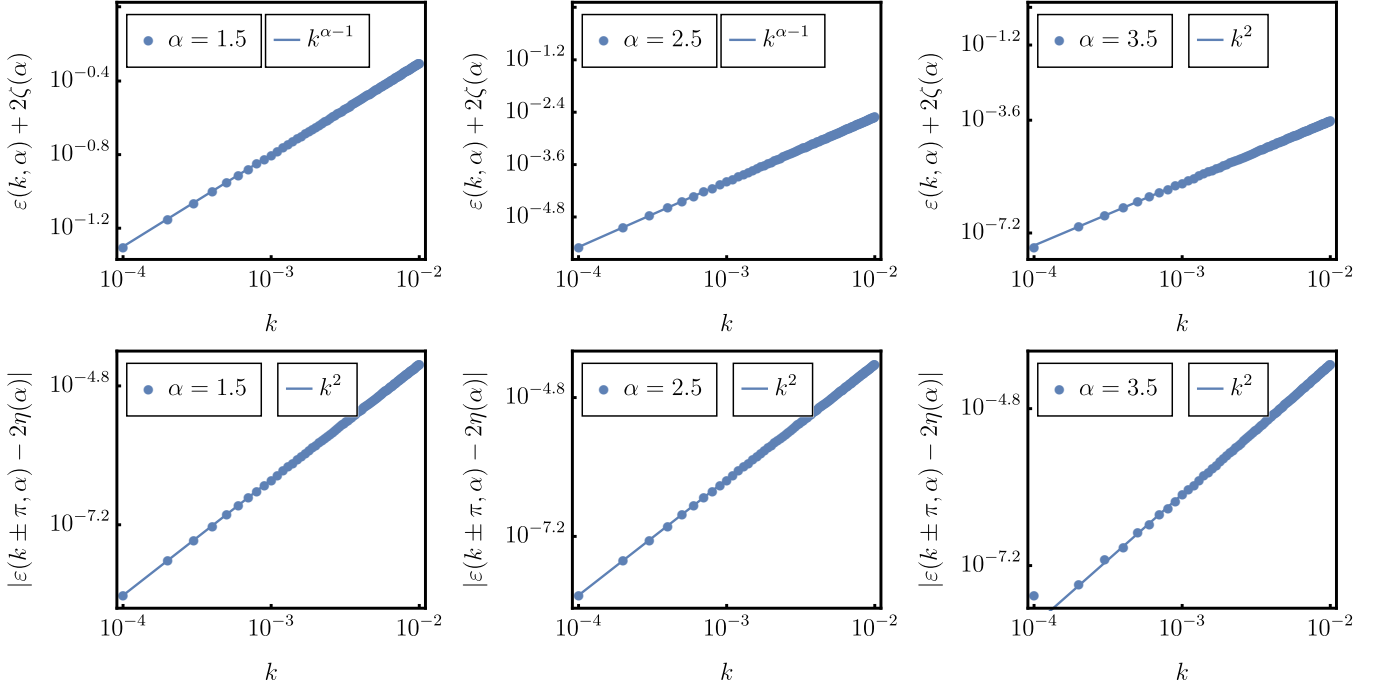 α = 1.5
k^{α−1}
ε(k, α) + 2ζ(α)
10^{−0.4}
10^{−0.8}
10^{−1.2}
10^{−4}
10^{−3}
10^{−2}
k
α = 2.5
k^{α−1}
ε(k, α) + 2ζ(α)
10^{−1.2}
10^{−2.4}
10^{−3.6}
10^{−4.8}
10^{−4}
10^{−3}
10^{−2}
k
α = 3.5
k^{2}
ε(k, α) + 2ζ(α)
10^{−1.2}
10^{−3.6}
10^{−7.2}
10^{−4}
10^{−3}
10^{−2}
k
α = 1.5
k^{2}
|ε(k ± π, α) − 2η(α)|
10^{−4.8}
10^{−7.2}
10^{−4}
10^{−3}
10^{−2}
k
α = 2.5
k^{2}
|ε(k ± π, α) − 2η(α)|
10^{−4.8}
10^{−7.2}
10^{−4}
10^{−3}
10^{−2}
k
α = 3.5
k^{2}
|ε(k ± π, α) − 2η(α)|
10^{−4.8}
10^{−7.2}
10^{−4}
10^{−3}
10^{−2}
k